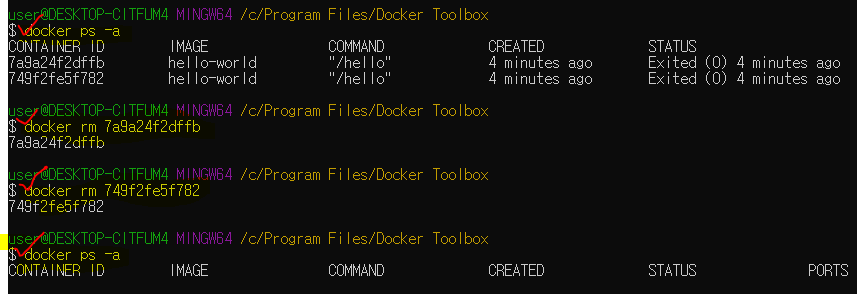 user@DESKTOP-CITFUM4 MINGW64 /c/Program Files/Docker Toolbox
$ docker ps -a
CONTAINER ID IMAGE COMMAND CREATED STATUS
7a9a24f2dffb hello-world "/hello" 4 minutes ago Exited (0) 4 minutes ago
749f2fe5f782 hello-world "/hello" 4 minutes ago Exited (0) 4 minutes ago
user@DESKTOP-CITFUM4 MINGW64 /c/Program Files/Docker Toolbox
$ docker rm 7a9a24f2dffb
7a9a24f2dffb
user@DESKTOP-CITFUM4 MINGW64 /c/Program Files/Docker Toolbox
$ docker rm 749f2fe5f782
749f2fe5f782
user@DESKTOP-CITFUM4 MINGW64 /c/Program Files/Docker Toolbox
$ docker ps -a
CONTAINER ID IMAGE COMMAND CREATED STATUS PORTS